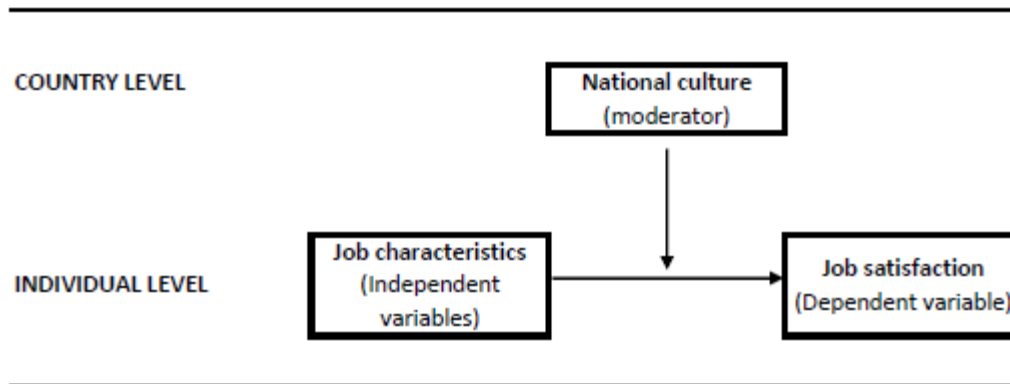 COUNTRY LEVEL
National culture
(moderator)
INDIVIDUAL LEVEL
Job characteristics
(Independent
variables)
Job satisfaction
(Dependent variable)